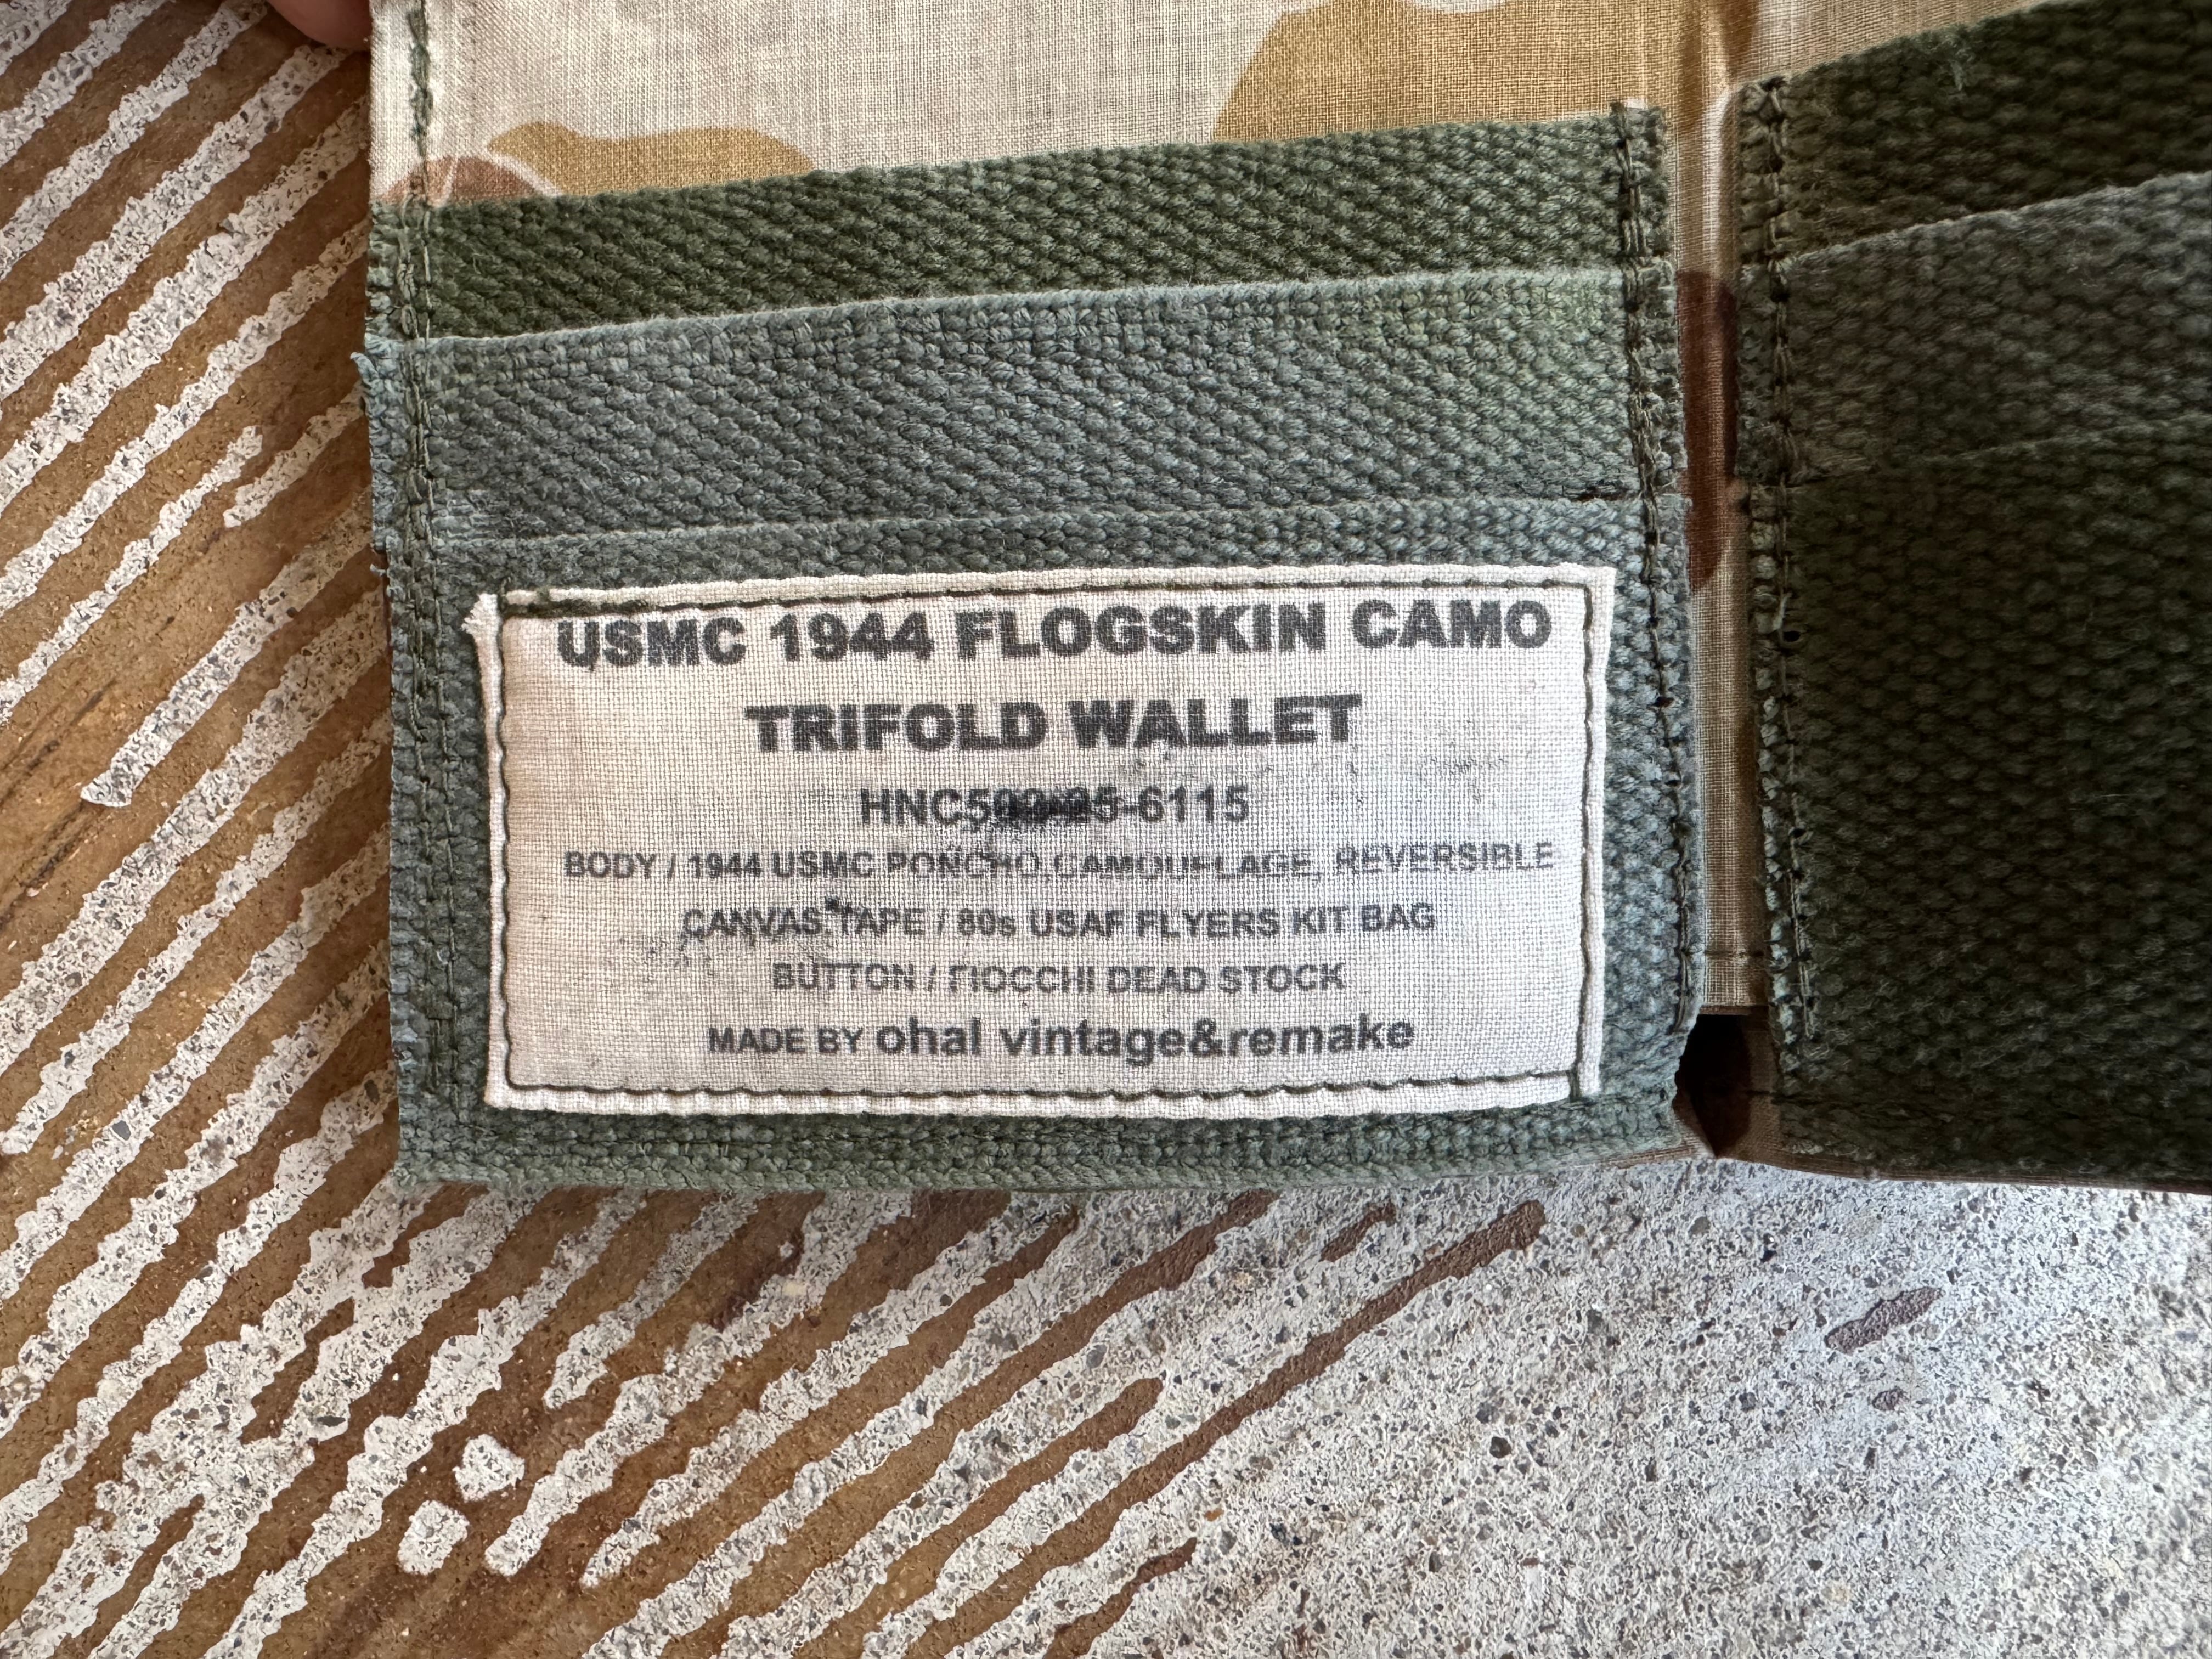 USMC 1944 FLOGSKIN CAMO
TRIFOLD WALLET
BODY / 1944 USMC PONCHO,CAMOUFLAGE, REVERSIBLE
CANVAS TAPE / 80s USAF FLYERS KIT BAG
BUTTON / FIOCCHI DEAD STOCK
MADE BY ohal vintage&remake